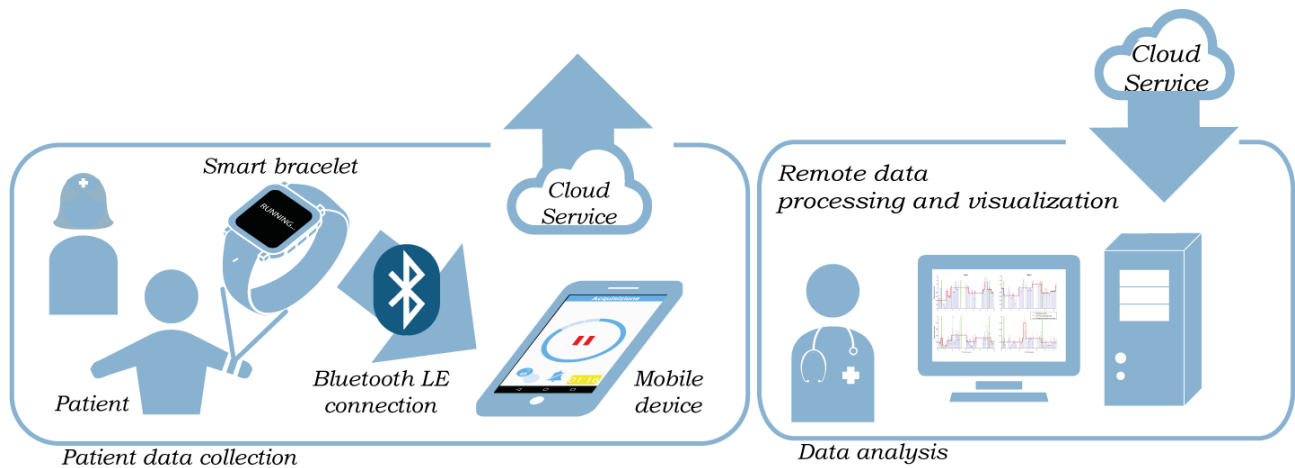 Smart bracelet
RUNNING...
Cloud
Service
Acquisizione
Patient
Bluetooth LE
connection
Mobile
device
Patient data collection
Cloud
Service
Remote data
processing and visualization
Data analysis